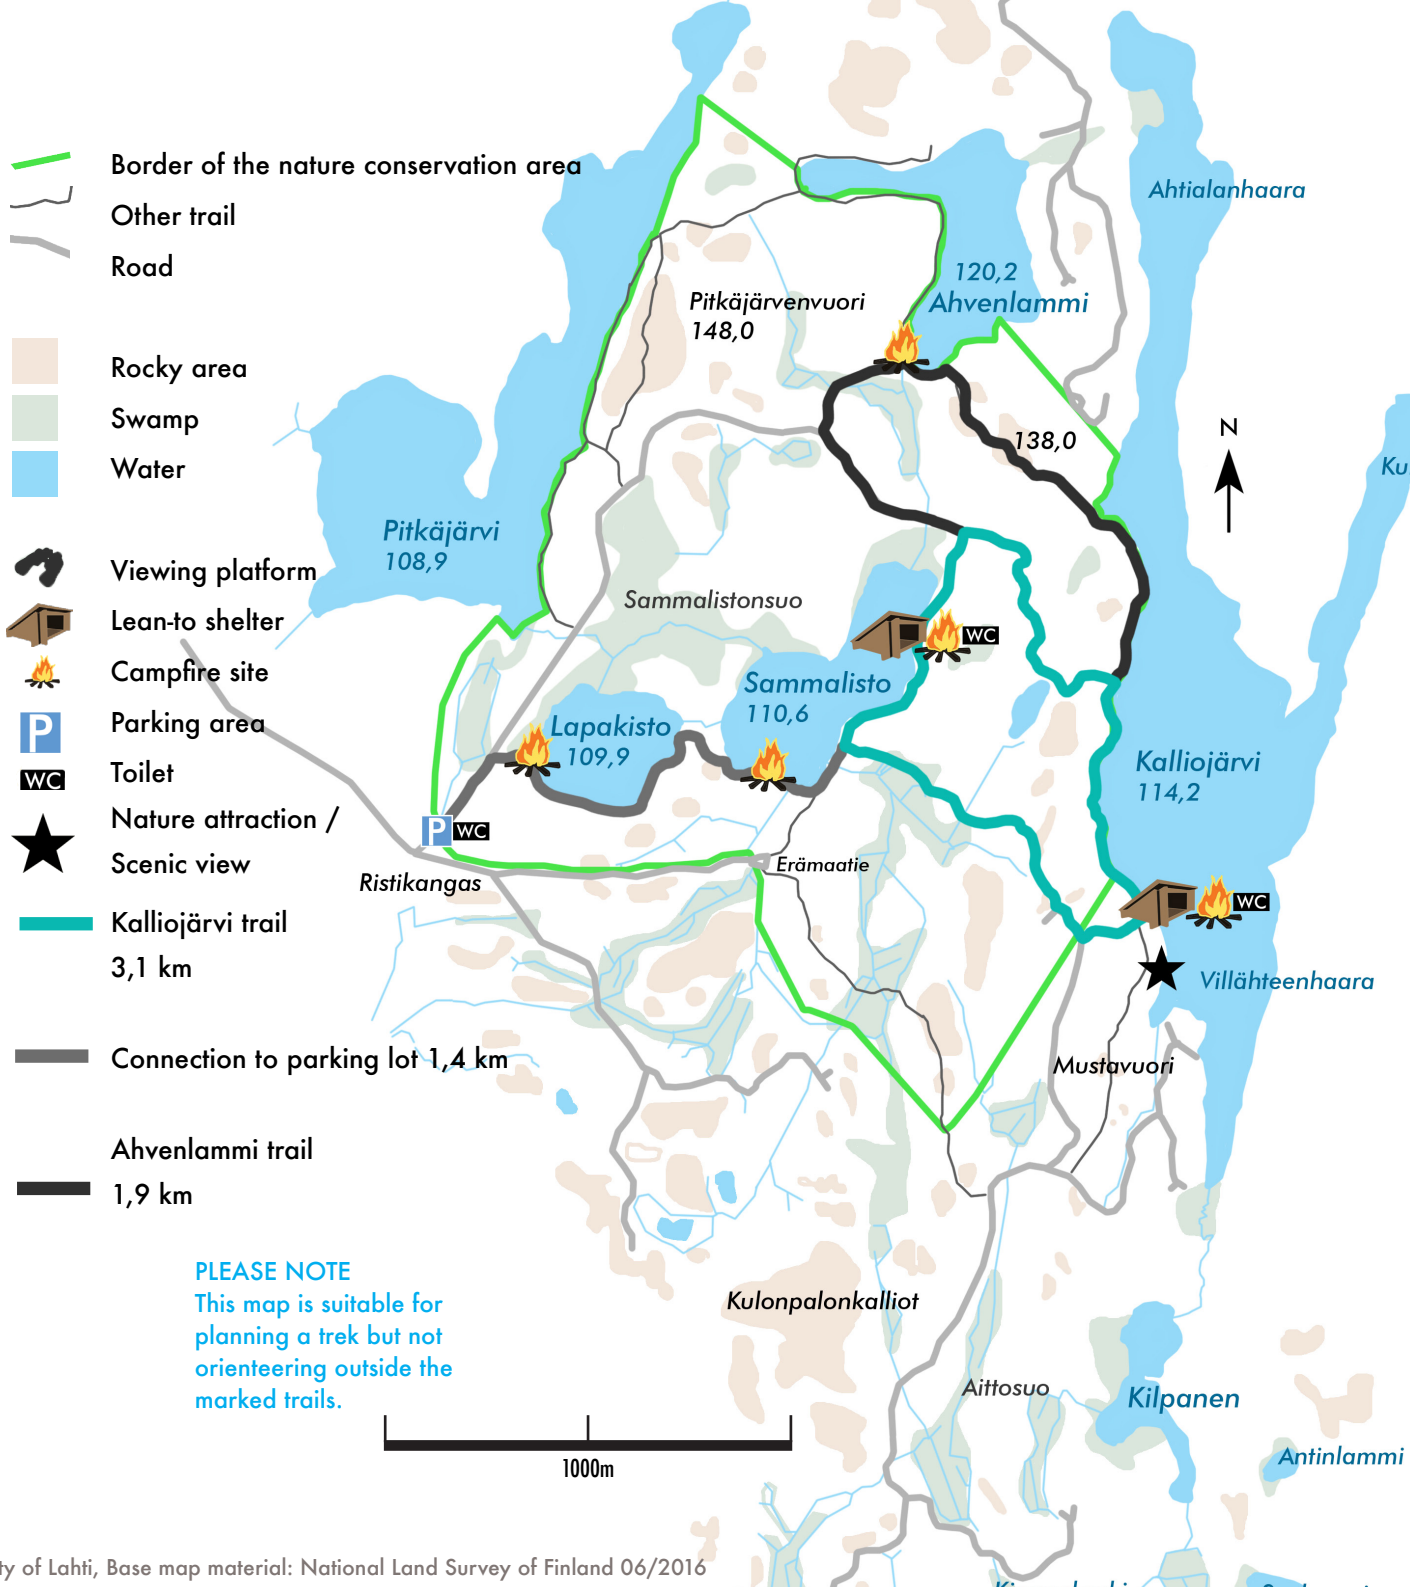 Border of the nature conservation area
Other trail
Road
Rocky area
Swamp
Water
Viewing platform
Lean-to shelter
Campfire site
P
Parking area
WC
Toilet
Nature attraction /
Scenic view
Kalliojärvi trail
3,1 km
Connection to parking lot 1,4 km
Ahvenlammi trail
1,9 km
PLEASE NOTE
This map is suitable for
planning a trek but not
orienteering outside the
marked trails.
1000m
Ahtialanhaara
120,2
Ahvenlammi
Pitkäjärvenvuori
148,0
138,0
N
Ku
Pitkäjärvi
108,9
Sammalistonsuo
WC
Sammalisto
110,6
Lapakisto
109,9
Kalliojärvi
114,2
P
WC
Erämaatie
Ristikangas
WC
Villähteenhaara
Mustavuori
Kulonpalonkalliot
Aittosuo
Kilpanen
Antinlammi
ty of Lahti, Base map material: National Land Survey of Finland 06/2016